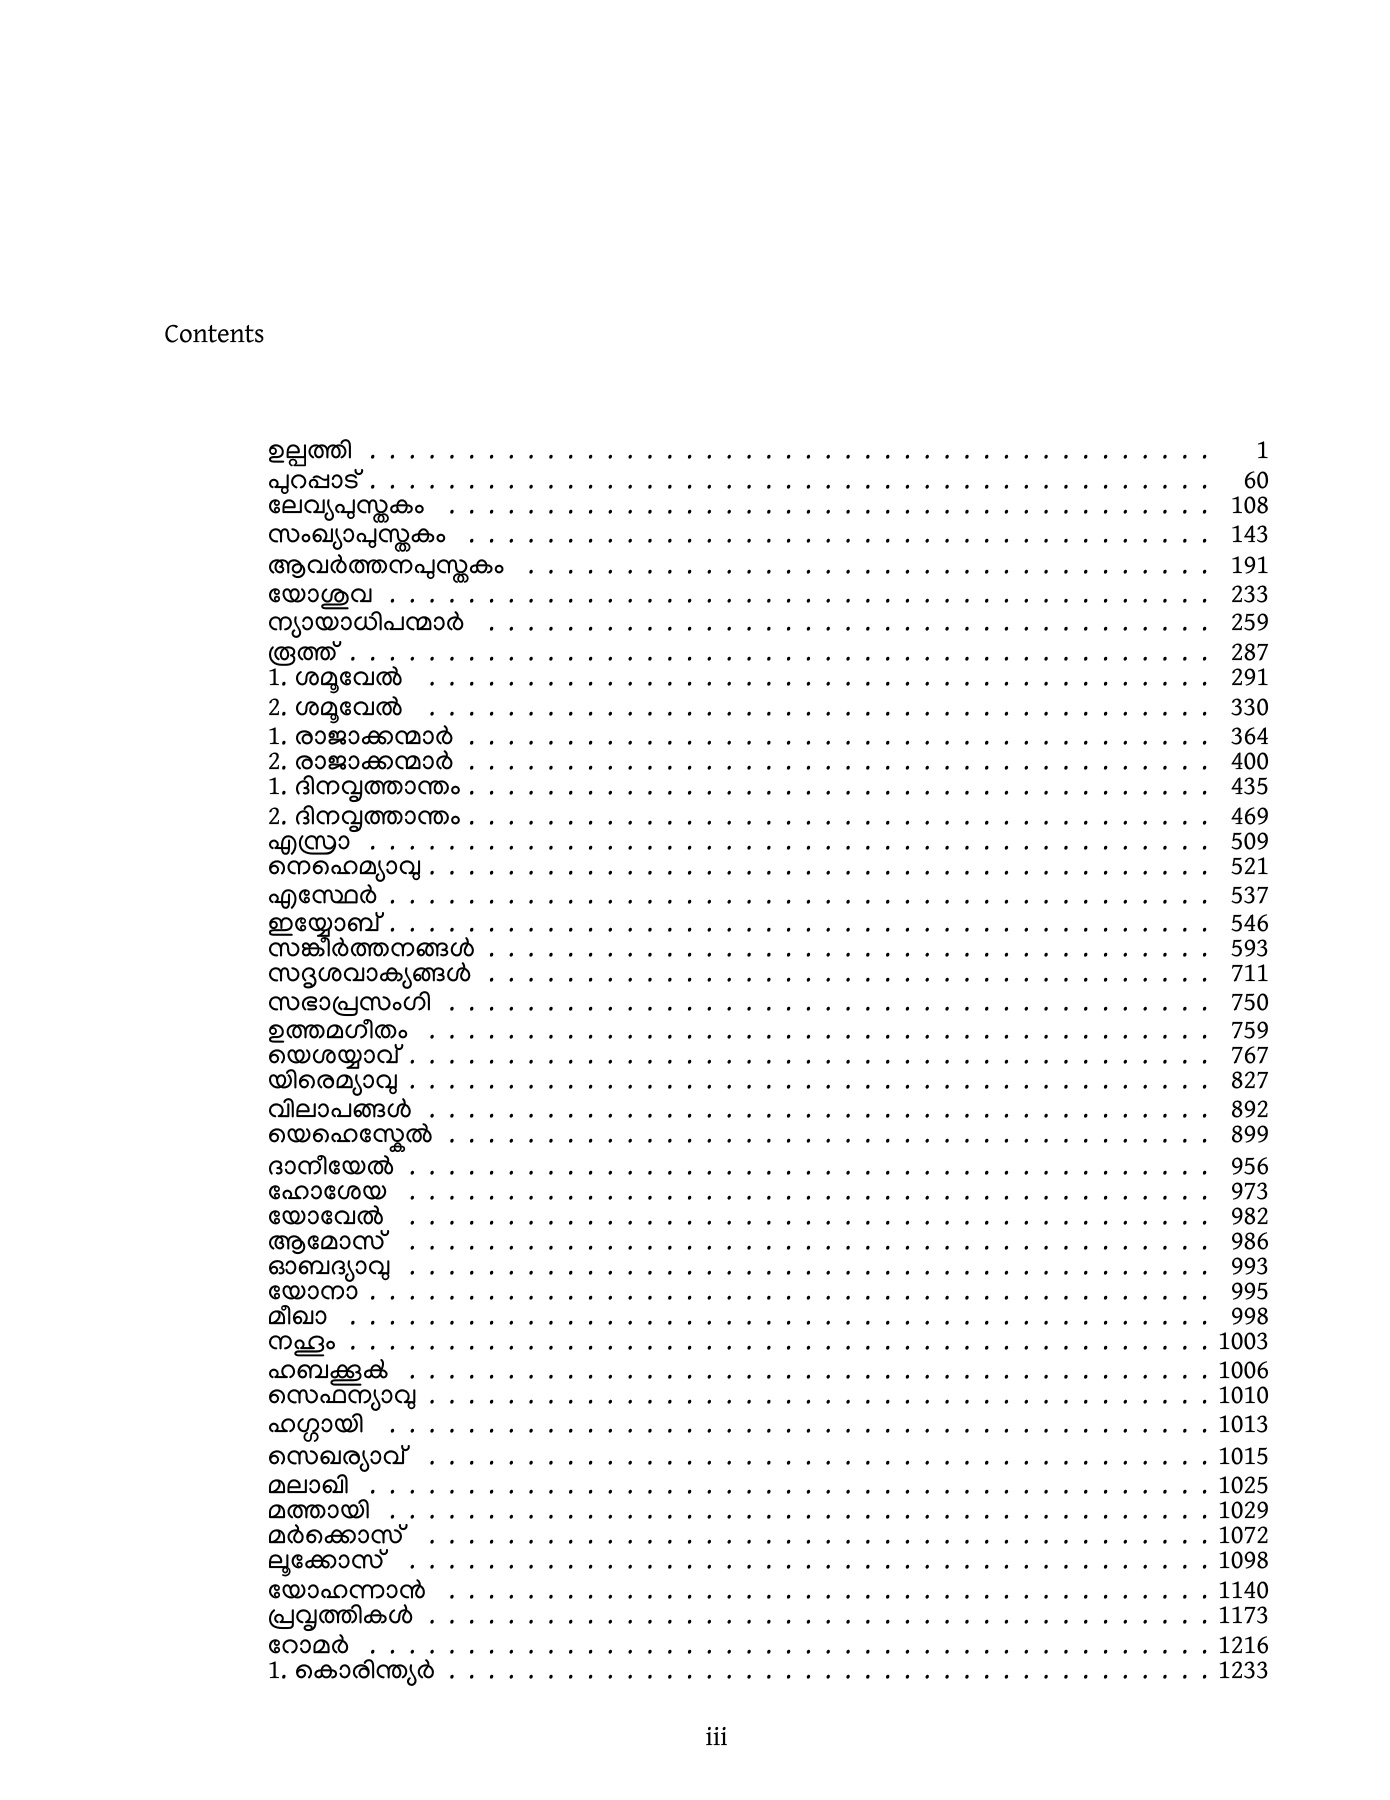 Contents
ഉല്പത്തി . . . . . . . . . . . . . . . . . . . . . . . . . . . . . . . . . . . . . . . . . . . 1
പുറപ്പാട് . . . . . . . . . . . . . . . . . . . . . . . . . . . . . . . . . . . . . . . . . . . 60
ലേവ്യപുസ്തകം . . . . . . . . . . . . . . . . . . . . . . . . . . . . . . . . . . . . . . . 108
സംഖ്യാപുസ്തകം . . . . . . . . . . . . . . . . . . . . . . . . . . . . . . . . . . . . . . 143
ആവർത്തനപുസ്തകം . . . . . . . . . . . . . . . . . . . . . . . . . . . . . . . . . . . 191
യോശുവ . . . . . . . . . . . . . . . . . . . . . . . . . . . . . . . . . . . . . . . . . . 233
ന്യായാധിപന്മാർ . . . . . . . . . . . . . . . . . . . . . . . . . . . . . . . . . . . . . 259
രൂത്ത് . . . . . . . . . . . . . . . . . . . . . . . . . . . . . . . . . . . . . . . . . . . . 287
1. ശമൂവേൽ . . . . . . . . . . . . . . . . . . . . . . . . . . . . . . . . . . . . . . . . 291
2. ശമൂവേൽ . . . . . . . . . . . . . . . . . . . . . . . . . . . . . . . . . . . . . . . . 330
1. രാജാക്കന്മാർ . . . . . . . . . . . . . . . . . . . . . . . . . . . . . . . . . . . . . . 364
2. രാജാക്കന്മാർ . . . . . . . . . . . . . . . . . . . . . . . . . . . . . . . . . . . . . . 400
1. ദിനവൃത്താന്തം . . . . . . . . . . . . . . . . . . . . . . . . . . . . . . . . . . . . . . 435
2. ദിനവൃത്താന്തം . . . . . . . . . . . . . . . . . . . . . . . . . . . . . . . . . . . . . . 469
എസ്രാ . . . . . . . . . . . . . . . . . . . . . . . . . . . . . . . . . . . . . . . . . . . 509
നെഹെമ്യാവു . . . . . . . . . . . . . . . . . . . . . . . . . . . . . . . . . . . . . . . . 521
എസ്ഥേർ . . . . . . . . . . . . . . . . . . . . . . . . . . . . . . . . . . . . . . . . . . 537
ഇയ്യോബ് . . . . . . . . . . . . . . . . . . . . . . . . . . . . . . . . . . . . . . . . . . 546
സങ്കീർത്തനങ്ങൾ . . . . . . . . . . . . . . . . . . . . . . . . . . . . . . . . . . . . . 593
സദൃശവാക്യങ്ങൾ . . . . . . . . . . . . . . . . . . . . . . . . . . . . . . . . . . . . . 711
സഭാപ്രസംഗി . . . . . . . . . . . . . . . . . . . . . . . . . . . . . . . . . . . . . . . 750
ഉത്തമഗീതം . . . . . . . . . . . . . . . . . . . . . . . . . . . . . . . . . . . . . . . . 759
യെശയ്യാവ് . . . . . . . . . . . . . . . . . . . . . . . . . . . . . . . . . . . . . . . . . 767
യിരെമ്യാവു . . . . . . . . . . . . . . . . . . . . . . . . . . . . . . . . . . . . . . . . . 827
വിലാപങ്ങൾ . . . . . . . . . . . . . . . . . . . . . . . . . . . . . . . . . . . . . . . . 892
യെഹെസ്കേൽ . . . . . . . . . . . . . . . . . . . . . . . . . . . . . . . . . . . . . . . 899
ദാനീയേൽ . . . . . . . . . . . . . . . . . . . . . . . . . . . . . . . . . . . . . . . . . 956
ഹോശേയ . . . . . . . . . . . . . . . . . . . . . . . . . . . . . . . . . . . . . . . . . 973
യോവേൽ . . . . . . . . . . . . . . . . . . . . . . . . . . . . . . . . . . . . . . . . . 982
ആമോസ് . . . . . . . . . . . . . . . . . . . . . . . . . . . . . . . . . . . . . . . . . 986
ഓബദ്യാവു . . . . . . . . . . . . . . . . . . . . . . . . . . . . . . . . . . . . . . . . . 993
യോനാ . . . . . . . . . . . . . . . . . . . . . . . . . . . . . . . . . . . . . . . . . . . 995
മീഖാ . . . . . . . . . . . . . . . . . . . . . . . . . . . . . . . . . . . . . . . . . . . . 998
നഹൂം . . . . . . . . . . . . . . . . . . . . . . . . . . . . . . . . . . . . . . . . . . . . 1003
ഹബക്കൂൿ . . . . . . . . . . . . . . . . . . . . . . . . . . . . . . . . . . . . . . . . . 1006
സെഫന്യാവു . . . . . . . . . . . . . . . . . . . . . . . . . . . . . . . . . . . . . . . . 1010
ഹഗ്ഗായി . . . . . . . . . . . . . . . . . . . . . . . . . . . . . . . . . . . . . . . . . . 1013
സെഖര്യാവ് . . . . . . . . . . . . . . . . . . . . . . . . . . . . . . . . . . . . . . . . 1015
മലാഖി . . . . . . . . . . . . . . . . . . . . . . . . . . . . . . . . . . . . . . . . . . . 1025
മത്തായി . . . . . . . . . . . . . . . . . . . . . . . . . . . . . . . . . . . . . . . . . . 1029
മർക്കൊസ് . . . . . . . . . . . . . . . . . . . . . . . . . . . . . . . . . . . . . . . . 1072
ലൂക്കോസ് . . . . . . . . . . . . . . . . . . . . . . . . . . . . . . . . . . . . . . . . . 1098
യോഹന്നാൻ . . . . . . . . . . . . . . . . . . . . . . . . . . . . . . . . . . . . . . . 1140
പ്രവൃത്തികൾ . . . . . . . . . . . . . . . . . . . . . . . . . . . . . . . . . . . . . . . . 1173
റോമർ . . . . . . . . . . . . . . . . . . . . . . . . . . . . . . . . . . . . . . . . . . . 1216
1. കൊരിന്ത്യർ . . . . . . . . . . . . . . . . . . . . . . . . . . . . . . . . . . . . . . . 1233
iii